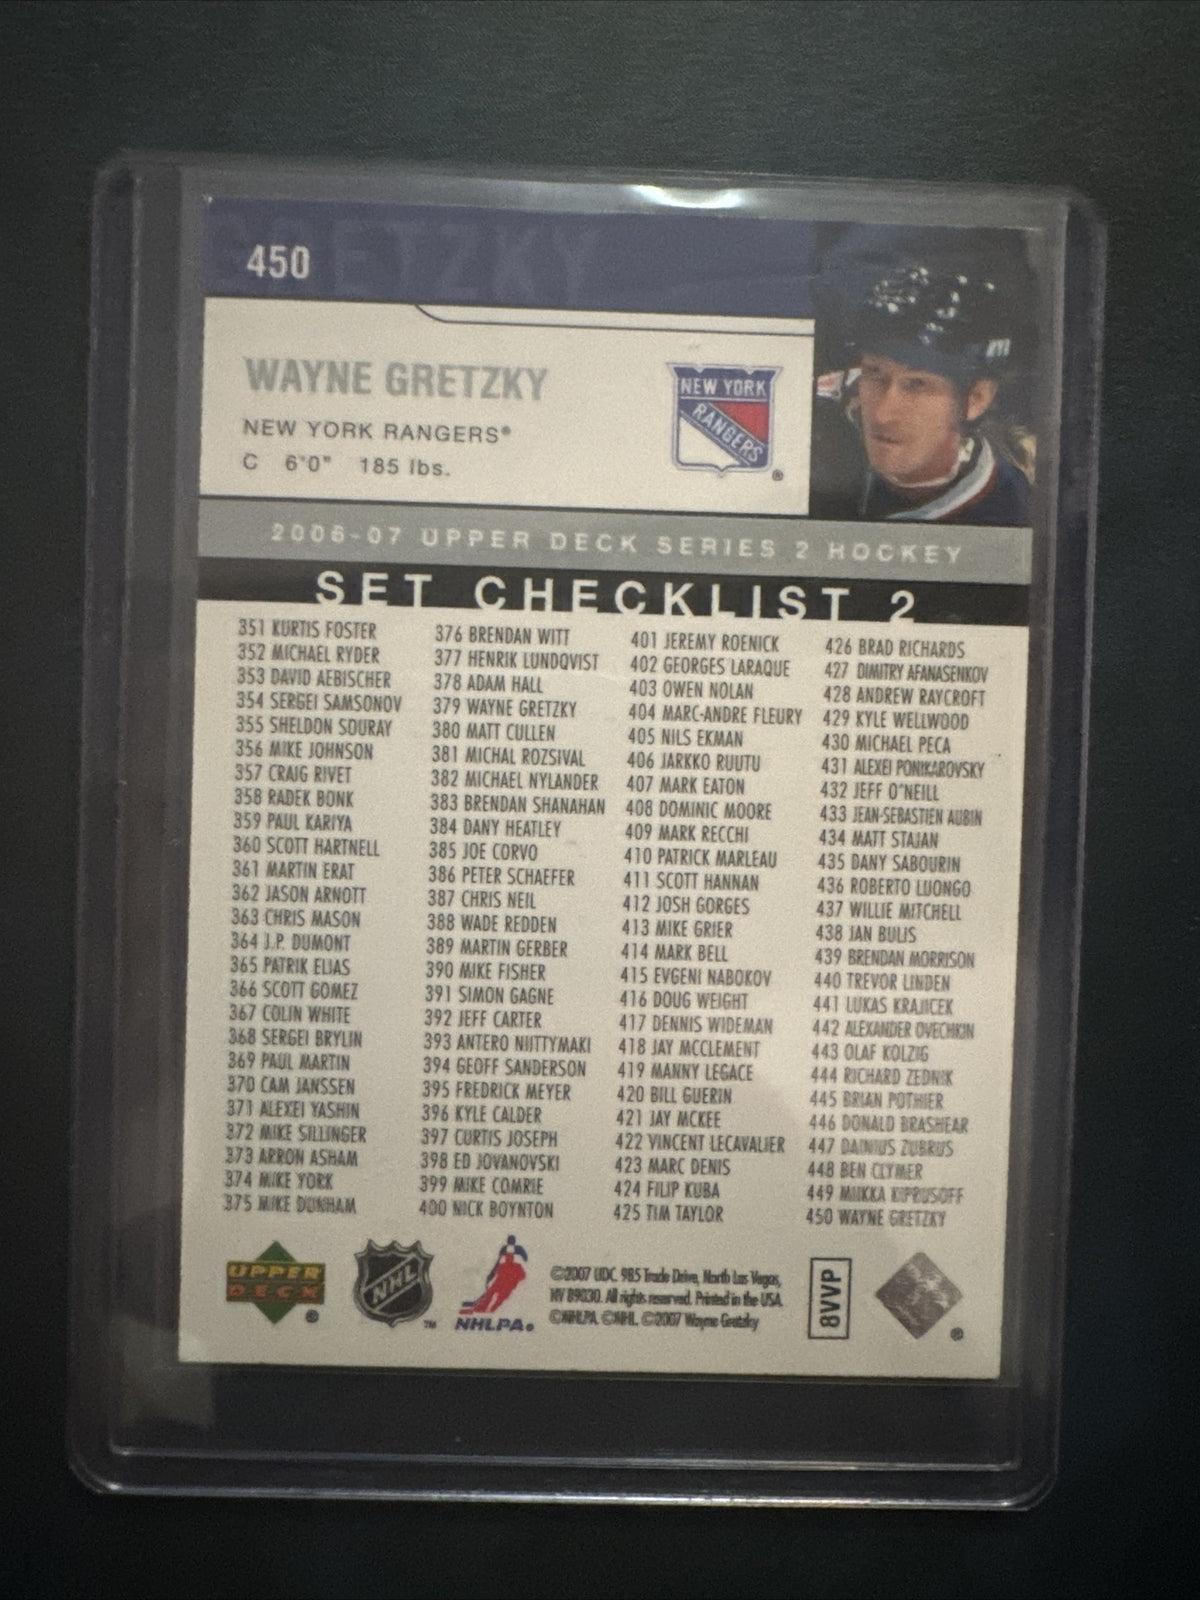 GRETZKY
450
WAYNE GRETZKY
NEW YORK RANGERS®
C 6'0" 185 lbs.
NEW YORK
RANGERS
®
2006-07 UPPER DECK SERIES 2 HOCKEY
SET CHECKLIST 2
351 KURTIS FOSTER
352 MICHAEL RYDER
353 DAVID AEBISCHER
354 SERGEI SAMSONOV
355 SHELDON SOURAY
356 MIKE JOHNSON
357 CRAIG RIVET
358 RADEK BONK
359 PAUL KARIYA
360 SCOTT HARTNELL
361 MARTIN ERAT
362 JASON ARNOTT
363 CHRIS MASON
364 J.P. DUMONT
365 PATRIK ELIAS
366 SCOTT GOMEZ
367 COLIN WHITE
368 SERGEI BRYLIN
369 PAUL MARTIN
370 CAM JANSSEN
371 ALEXEI YASHIN
372 MIKE SILLINGER
373 ARRON ASHAM
374 MIKE YORK
375 MIKE DUNHAM
376 BRENDAN WITT
377 HENRIK LUNDQVIST
378 ADAM HALL
379 WAYNE GRETZKY
380 MATT CULLEN
381 MICHAL ROZSIVAL
382 MICHAEL NYLANDER
383 BRENDAN SHANAHAN
384 DANY HEATLEY
385 JOE CORVO
386 PETER SCHAEFER
387 CHRIS NEIL
388 WADE REDDEN
389 MARTIN GERBER
390 MIKE FISHER
391 SIMON GAGNE
392 JEFF CARTER
393 ANTERO NIITTYMAKI
394 GEOFF SANDERSON
395 FREDRICK MEYER
396 KYLE CALDER
397 CURTIS JOSEPH
398 ED JOVANOVSKI
399 MIKE COMRIE
400 NICK BOYNTON
401 JEREMY ROENICK
402 GEORGES LARAQUE
403 OWEN NOLAN
404 MARC-ANDRE FLEURY
405 NILS EKMAN
406 JARKKO RUUTU
407 MARK EATON
408 DOMINIC MOORE
409 MARK RECCHI
410 PATRICK MARLEAU
411 SCOTT HANNAN
412 JOSH GORGES
413 MIKE GRIER
414 MARK BELL
415 EVGENI NABOKOV
416 DOUG WEIGHT
417 DENNIS WIDEMAN
418 JAY MCCLEMENT
419 MANNY LEGACE
420 BILL GUERIN
421 JAY MCKEE
422 VINCENT LECAVALIER
423 MARC DENIS
424 FILIP KUBA
425 TIM TAYLOR
426 BRAD RICHARDS
427 DIMITRY AFANASENKOV
428 ANDREW RAYCROFT
429 KYLE WELLWOOD
430 MICHAEL PECA
431 ALEXEI PONIKAROVSKY
432 JEFF O'NEILL
433 JEAN-SEBASTIEN AUBIN
434 MATT STAJAN
435 DANY SABOURIN
436 ROBERTO LUONGO
437 WILLIE MITCHELL
438 JAN BULIS
439 BRENDAN MORRISON
440 TREVOR LINDEN
441 LUKAS KRAJICEK
442 ALEXANDER OVECHKIN
443 OLAF KOLZIG
444 RICHARD ZEDNIK
445 BRIAN POTHIER
446 DONALD BRASHEAR
447 DAINIUS ZUBRUS
448 BEN CLYMER
449 MIIKKA KIPRUSOFF
450 WAYNE GRETZKY
UPPER
DECK
®
NHL
™
NHLPA®
©2007 UDC. 985 Trade Drive, North Las Vegas,
NV 89030. All rights reserved. Printed in the USA.
©NHLPA. ©NHL. ©2007 Wayne Gretzky
8VVP
®